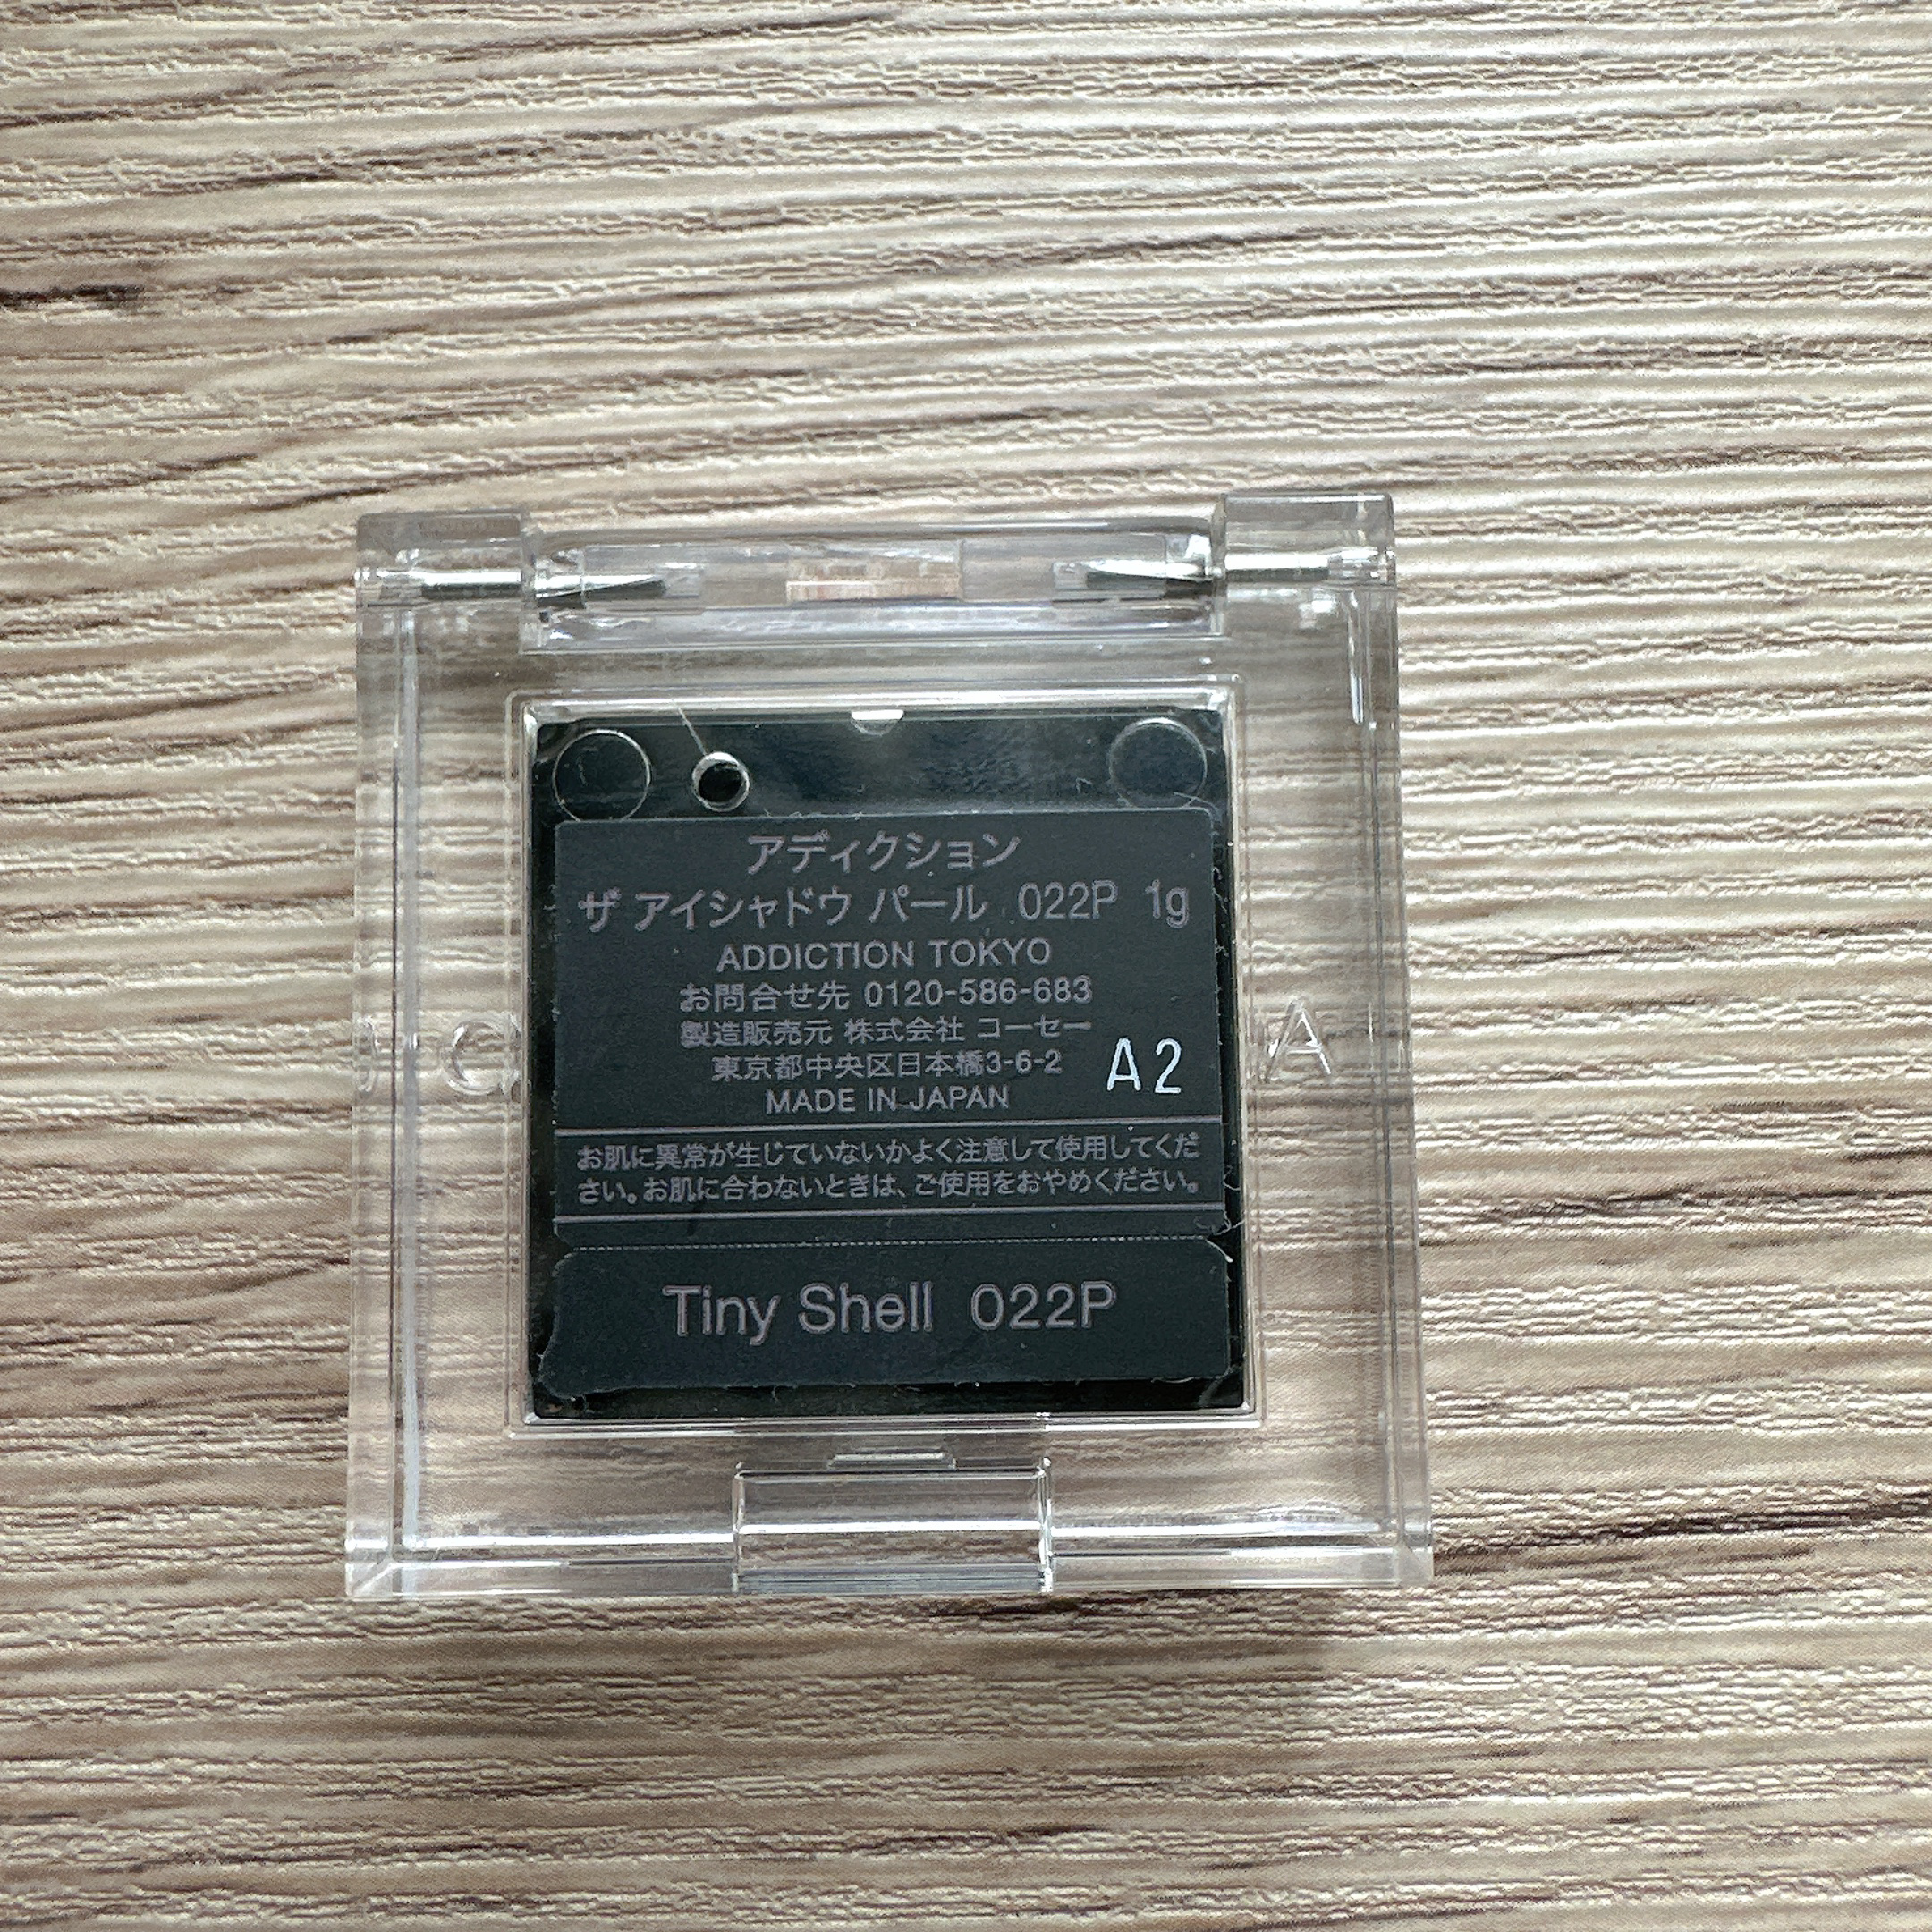 アディクション
ザ アイシャドウ パール 022P 1g
ADDICTION TOKYO
お問合せ先 0120-586-683
製造販売元 株式会社 コーセー
東京都中央区日本橋3-6-2
MADE IN JAPAN
A2
お肌に異常が生じていないかよく注意して使用してくだ
さい。お肌に合わないときは、ご使用をおやめください。
Tiny Shell 022P